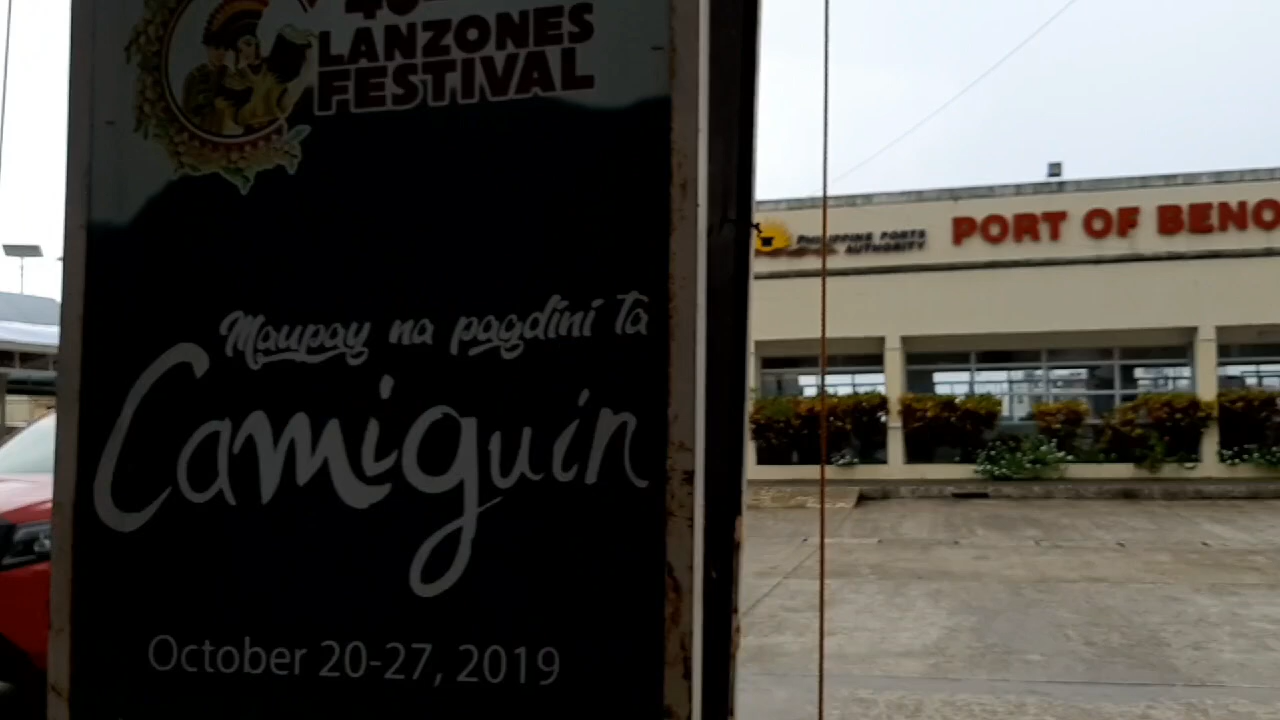 LANZONES
FESTIVAL
Maupay na pagdini ta
Camiguin
October 20-27, 2019
PHILIPPINE PORTS
AUTHORITY
PORT OF BENO